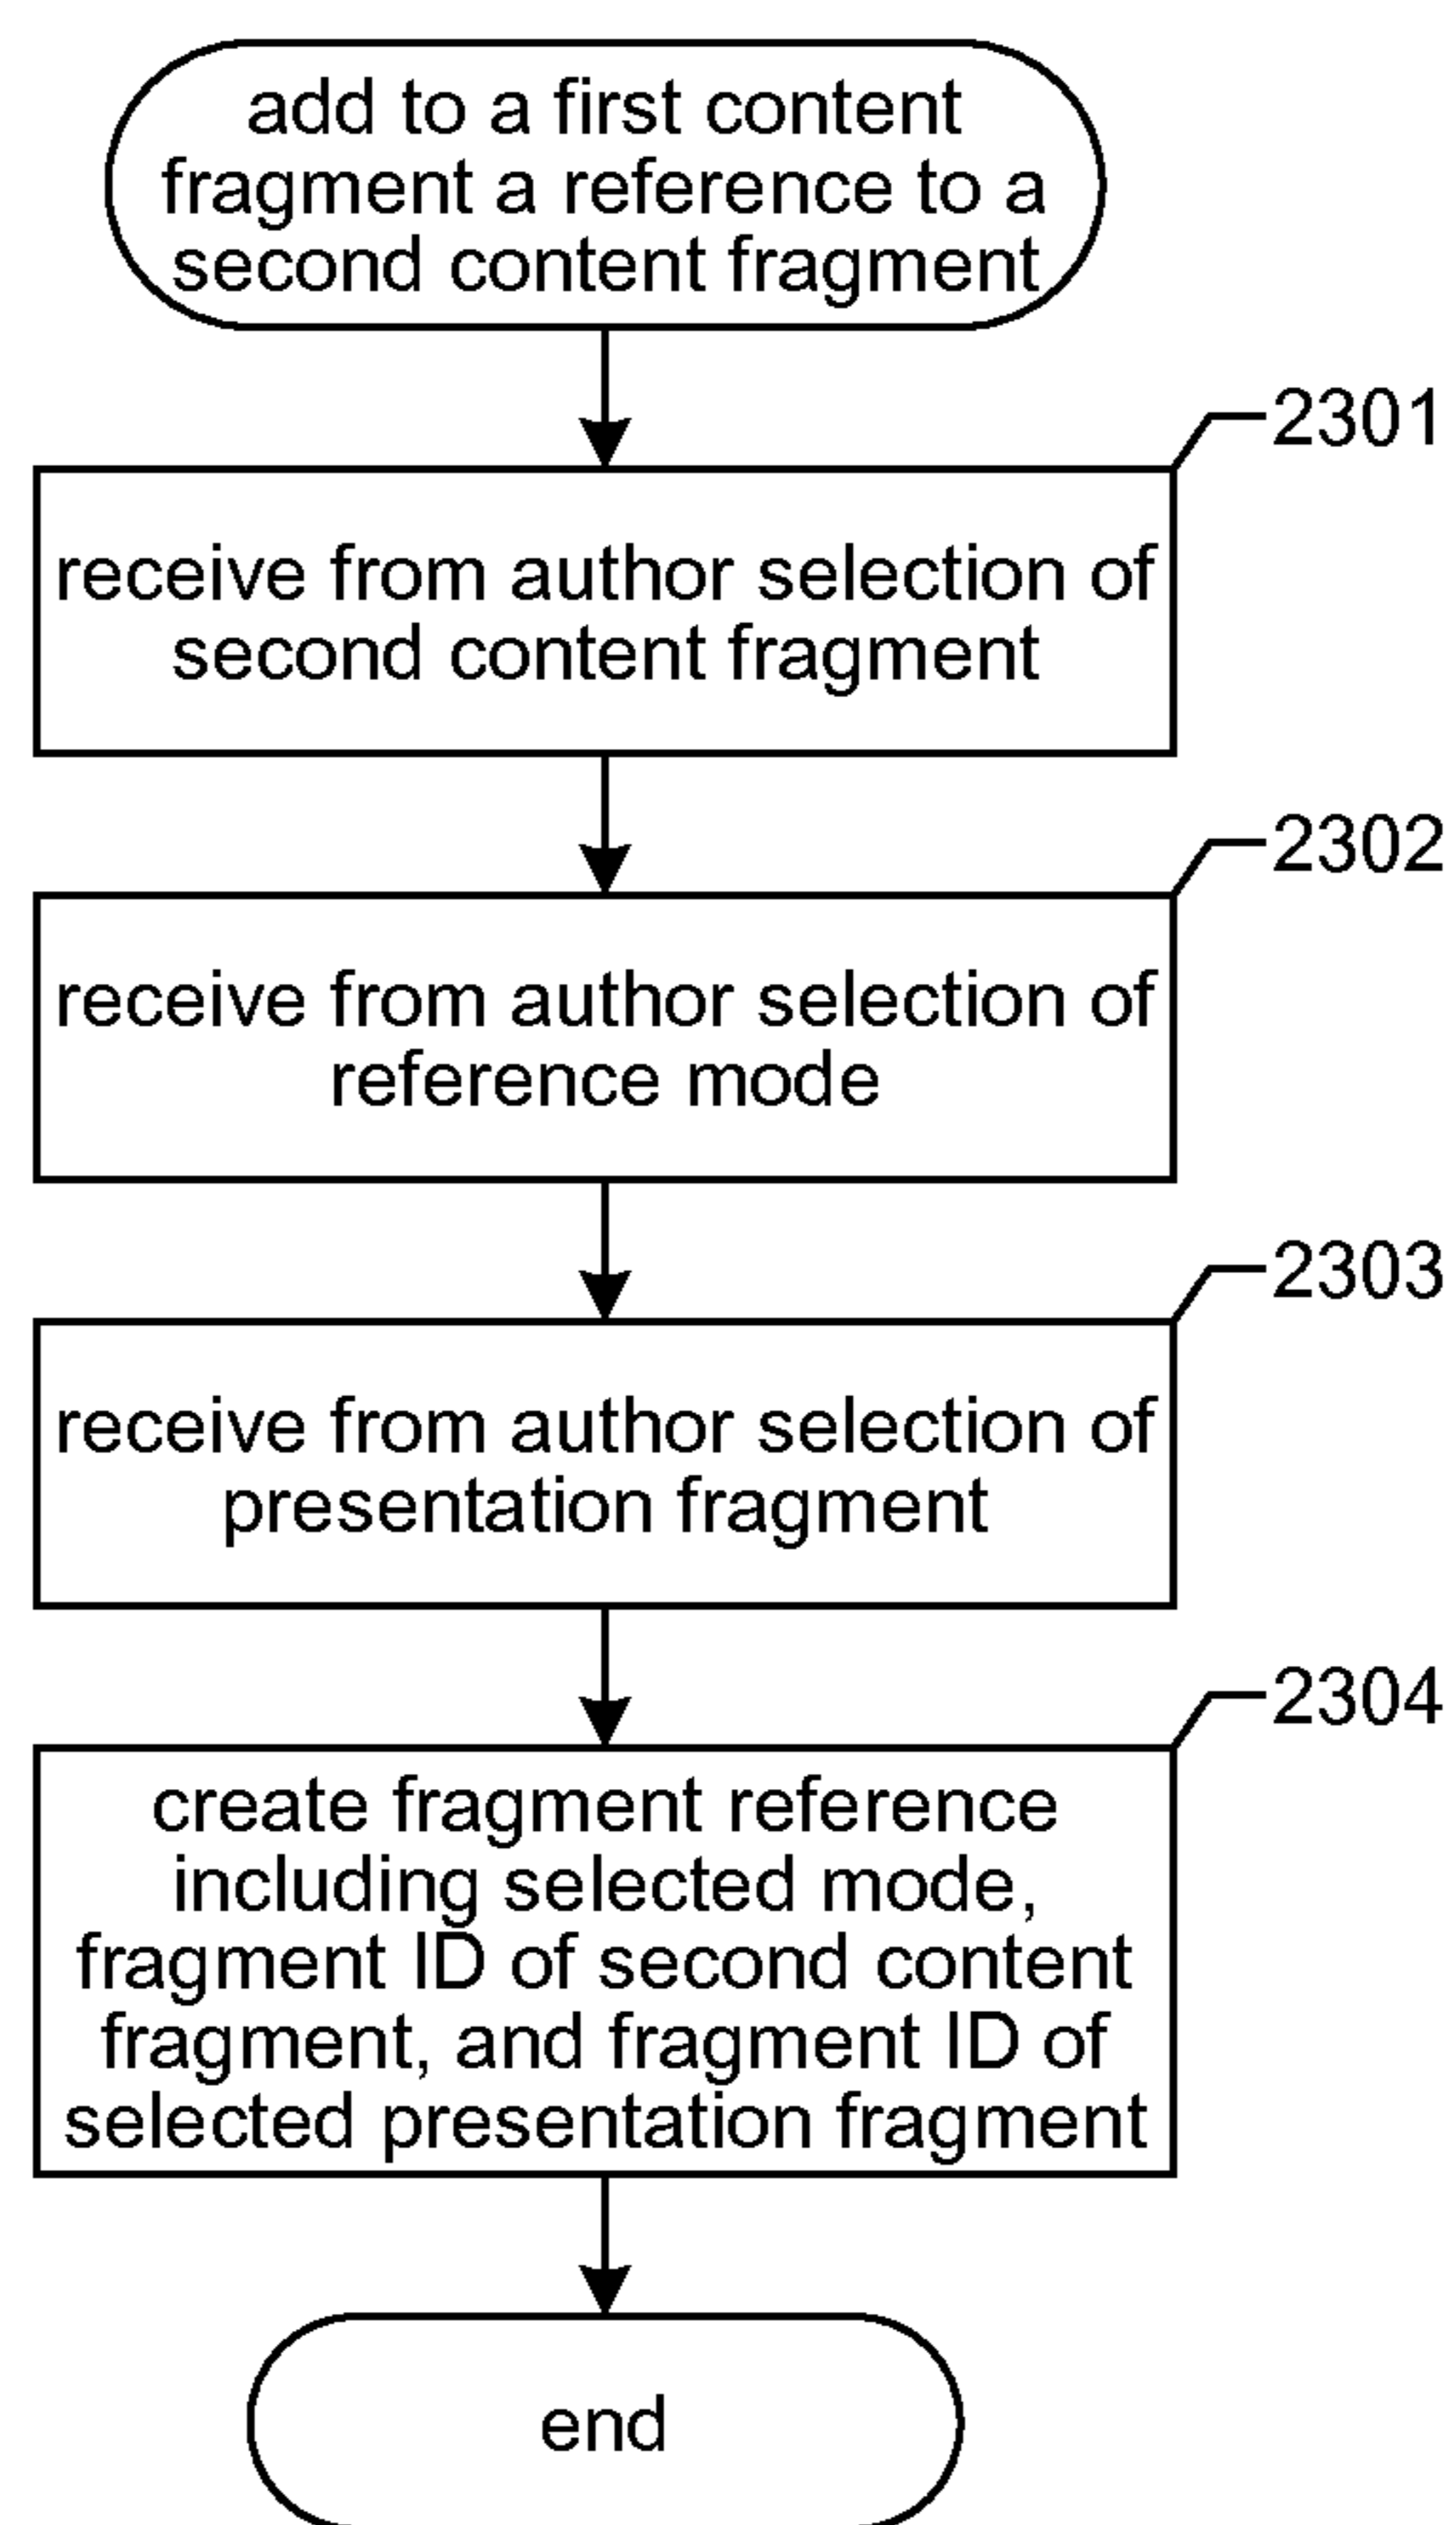 add to a first content
fragment a reference to a
second content fragment
2301
receive from author selection of
second content fragment
2302
receive from author selection of
reference mode
2303
receive from author selection of
presentation fragment
2304
create fragment reference
including selected mode,
fragment ID of second content
fragment, and fragment ID of
selected presentation fragment
end